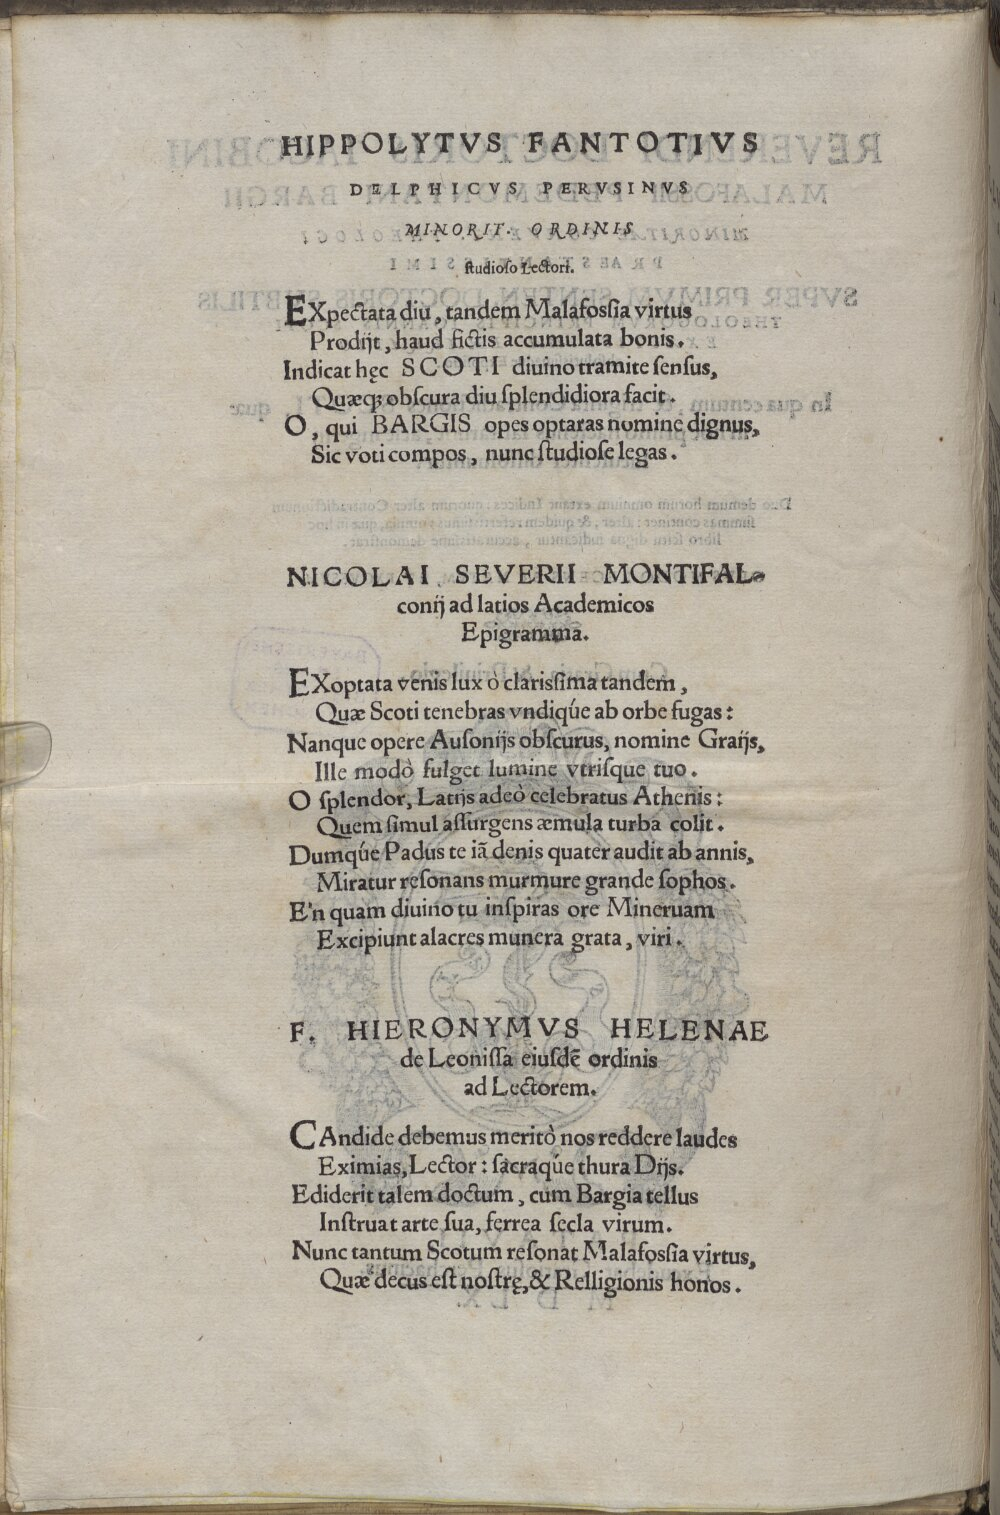 HIPPOLYTVS FANTOTIVS
DELPHICVS PERVSINVS
MINORIT. ORDINIS
studioso Lectori.
EXpectata diu, tandem Malafossia virtus
Prodijt, haud fictis accumulata bonis.
Indicat hęc SCOTI diuino tramite sensus,
Quæq; obscura diu splendidiora facit.
O, qui BARGIS opes optaras nomine dignus,
Sic voti compos, nunc studiose legas.
NICOLAI SEVERII MONTIFAL-
conij ad latios Academicos
Epigramma.
EXoptata venis lux ò clarissima tandem,
Quæ Scoti tenebras vndiq́ue ab orbe fugas:
Nanque opere Ausonijs obscurus, nomine Graijs,
Ille modò fulget lumine vtrisque tuo.
O splendor, Latijs adeò celebratus Athenis:
Quem simul assurgens æmula turba colit.
Dumq́ue Padus te iã denis quater audit ab annis,
Miratur resonans murmure grande sophos.
E'n quam diuino tu inspiras ore Mineruam
Excipiunt alacres munera grata, viri.
F. HIERONYMVS HELENAE
de Leonissa eiusdẽ ordinis
ad Lectorem.
CAndide debemus meritò nos reddere laudes
Eximias, Lector: sacraq́ue thura Dijs.
Ediderit talem doctum, cum Bargia tellus
Instruat arte sua, ferrea secla virum.
Nunc tantum Scotum resonat Malafossia virtus,
Quæ decus est nostrę, & Relligionis honos.